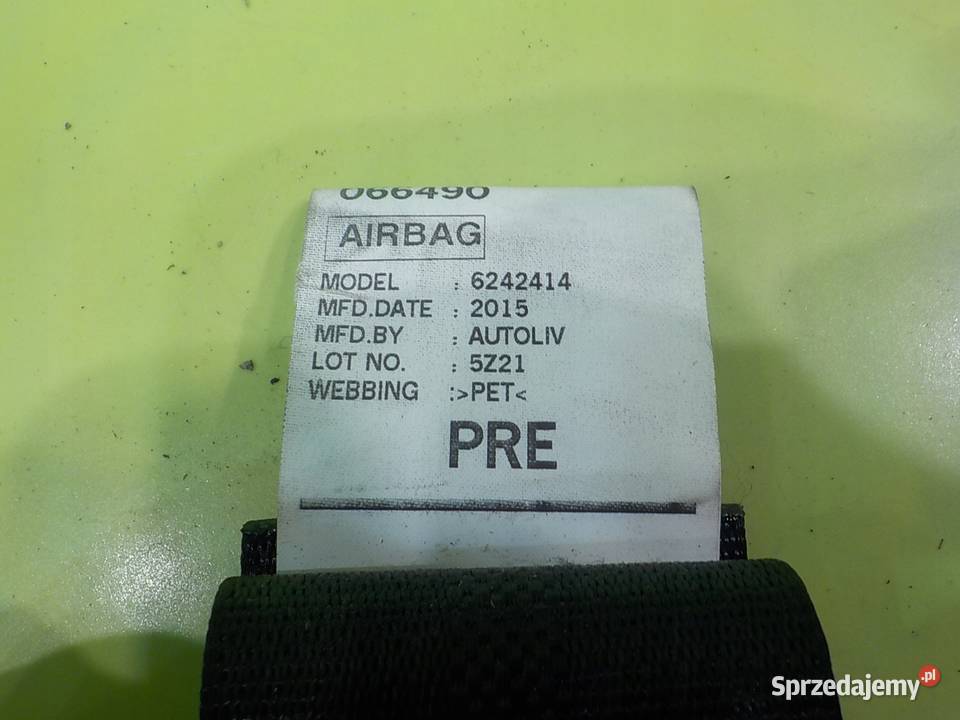 066490
AIRBAG
MODEL : 6242414
MFD.DATE : 2015
MFD.BY : AUTOLIV
LOT NO. : 5Z21
WEBBING :>PET<
PRE
Sprzedajemy.pl